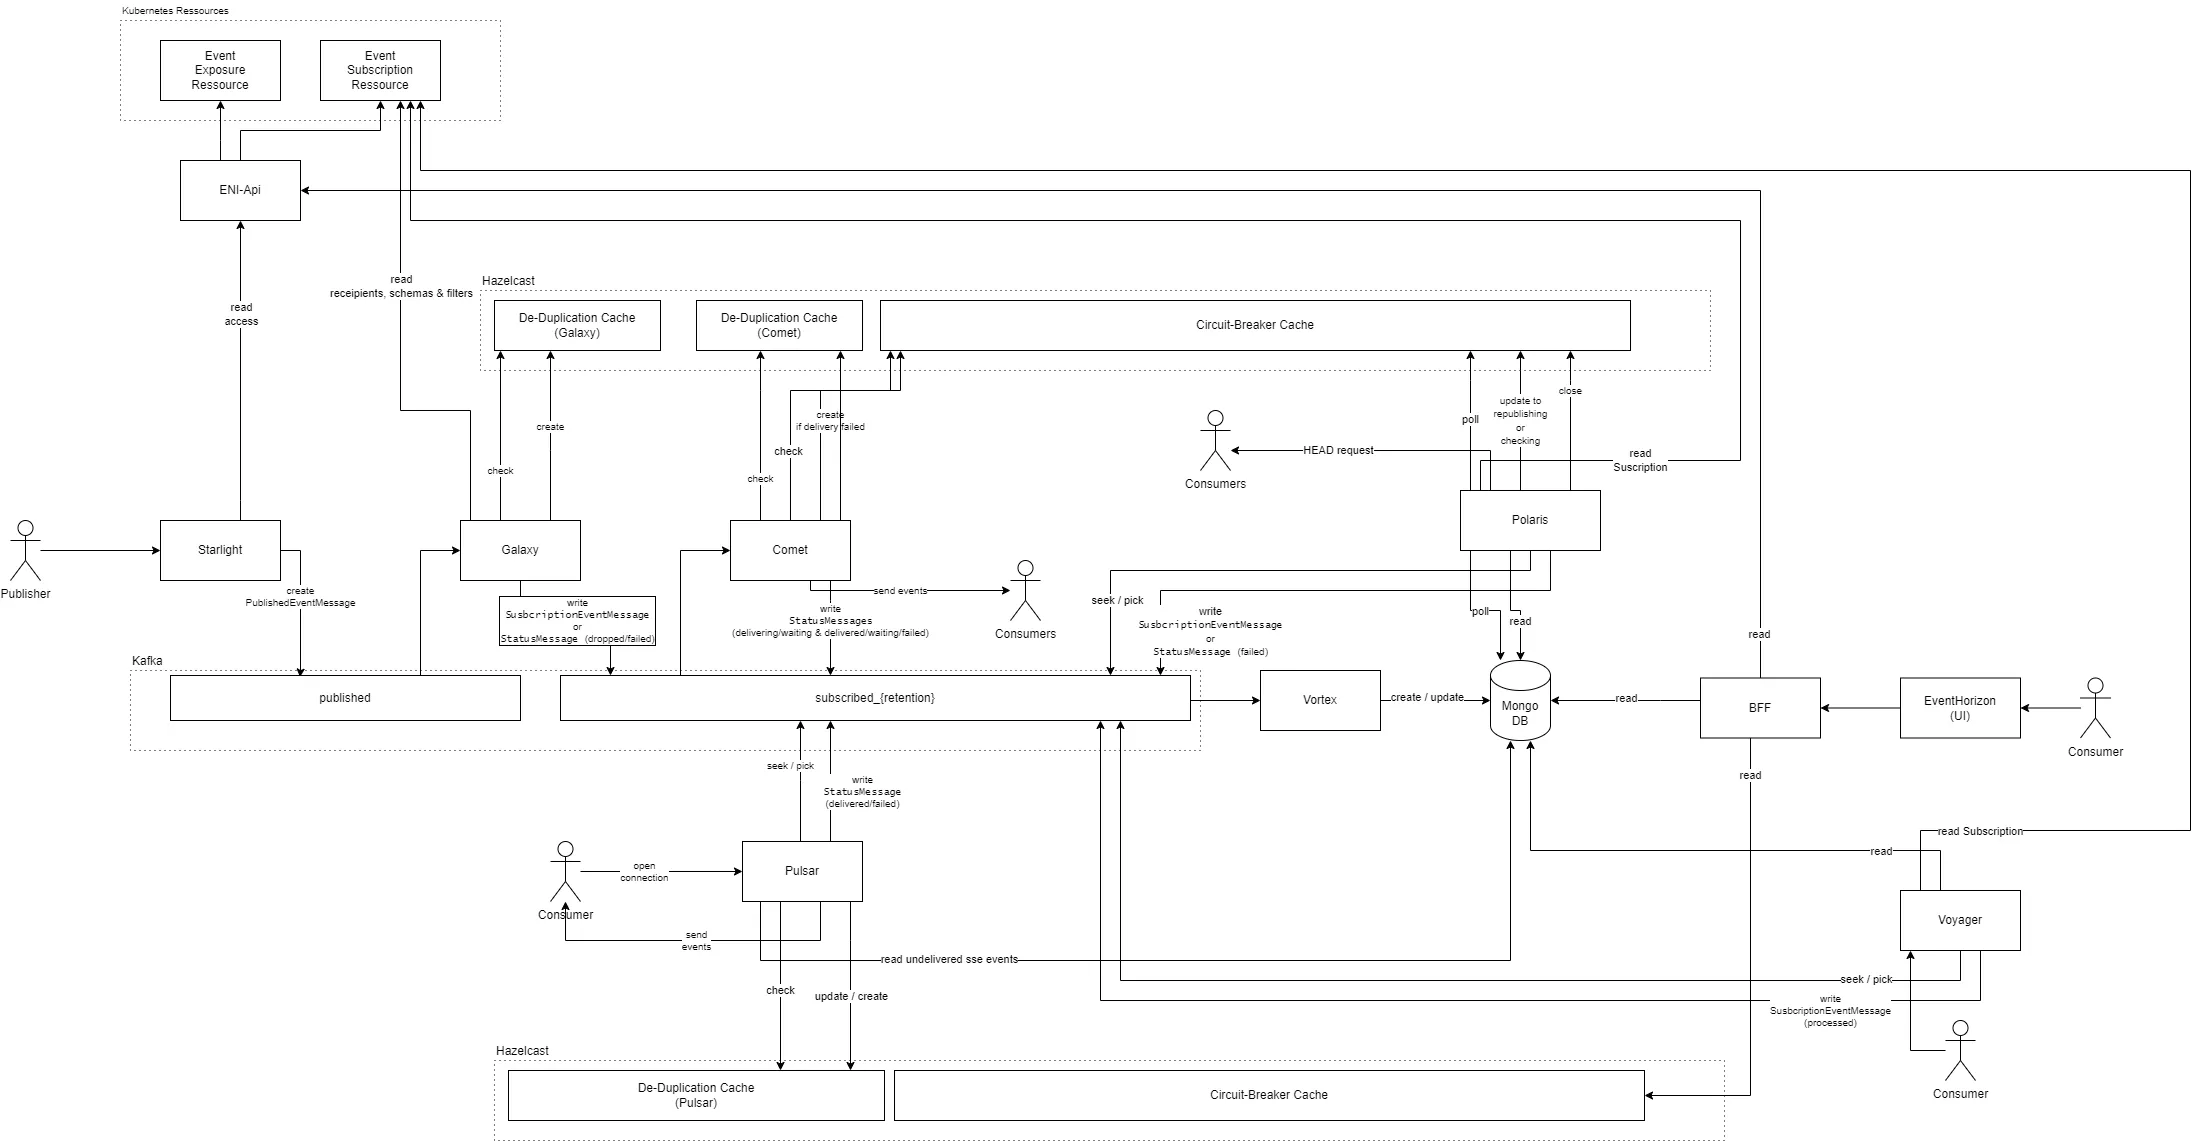 Kubernetes Ressources
Event
Exposure
Ressource
Event
Subscription
Ressource
ENI-Api
read
access
read
receipients, schemas & filters
Hazelcast
De-Duplication Cache
(Galaxy)
De-Duplication Cache
(Comet)
Circuit-Breaker Cache
check
create
check
check
create
if delivery failed
poll
update to
republishing
or
checking
close
read
Suscription
HEAD request
Consumers
Publisher
Starlight
Galaxy
Comet
Polaris
create
PublishedEventMessage
write
SusbcriptionEventMessage
or
StatusMessage (dropped/failed)
write
StatusMessages
(delivering/waiting & delivered/waiting/failed)
send events
Consumers
seek / pick
write
SusbcriptionEventMessage
or
StatusMessage (failed)
poll
read
read
Kafka
published
subscribed_{retention}
Vortex
create / update
Mongo
DB
read
BFF
EventHorizon
(UI)
Consumer
read
seek / pick
write
StatusMessage
(delivered/failed)
Consumer
open
connection
Pulsar
send
events
read undelivered sse events
check
update / create
read Subscription
read
Voyager
seek / pick
write
SusbcriptionEventMessage
(processed)
Consumer
Hazelcast
De-Duplication Cache
(Pulsar)
Circuit-Breaker Cache